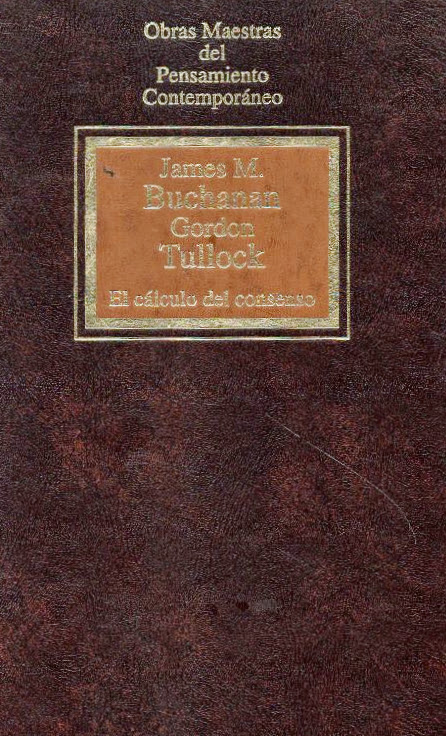 Obras Maestras
del
Pensamiento
Contemporáneo
James M.
Buchanan
Gordon
Tullock
El cálculo del consenso